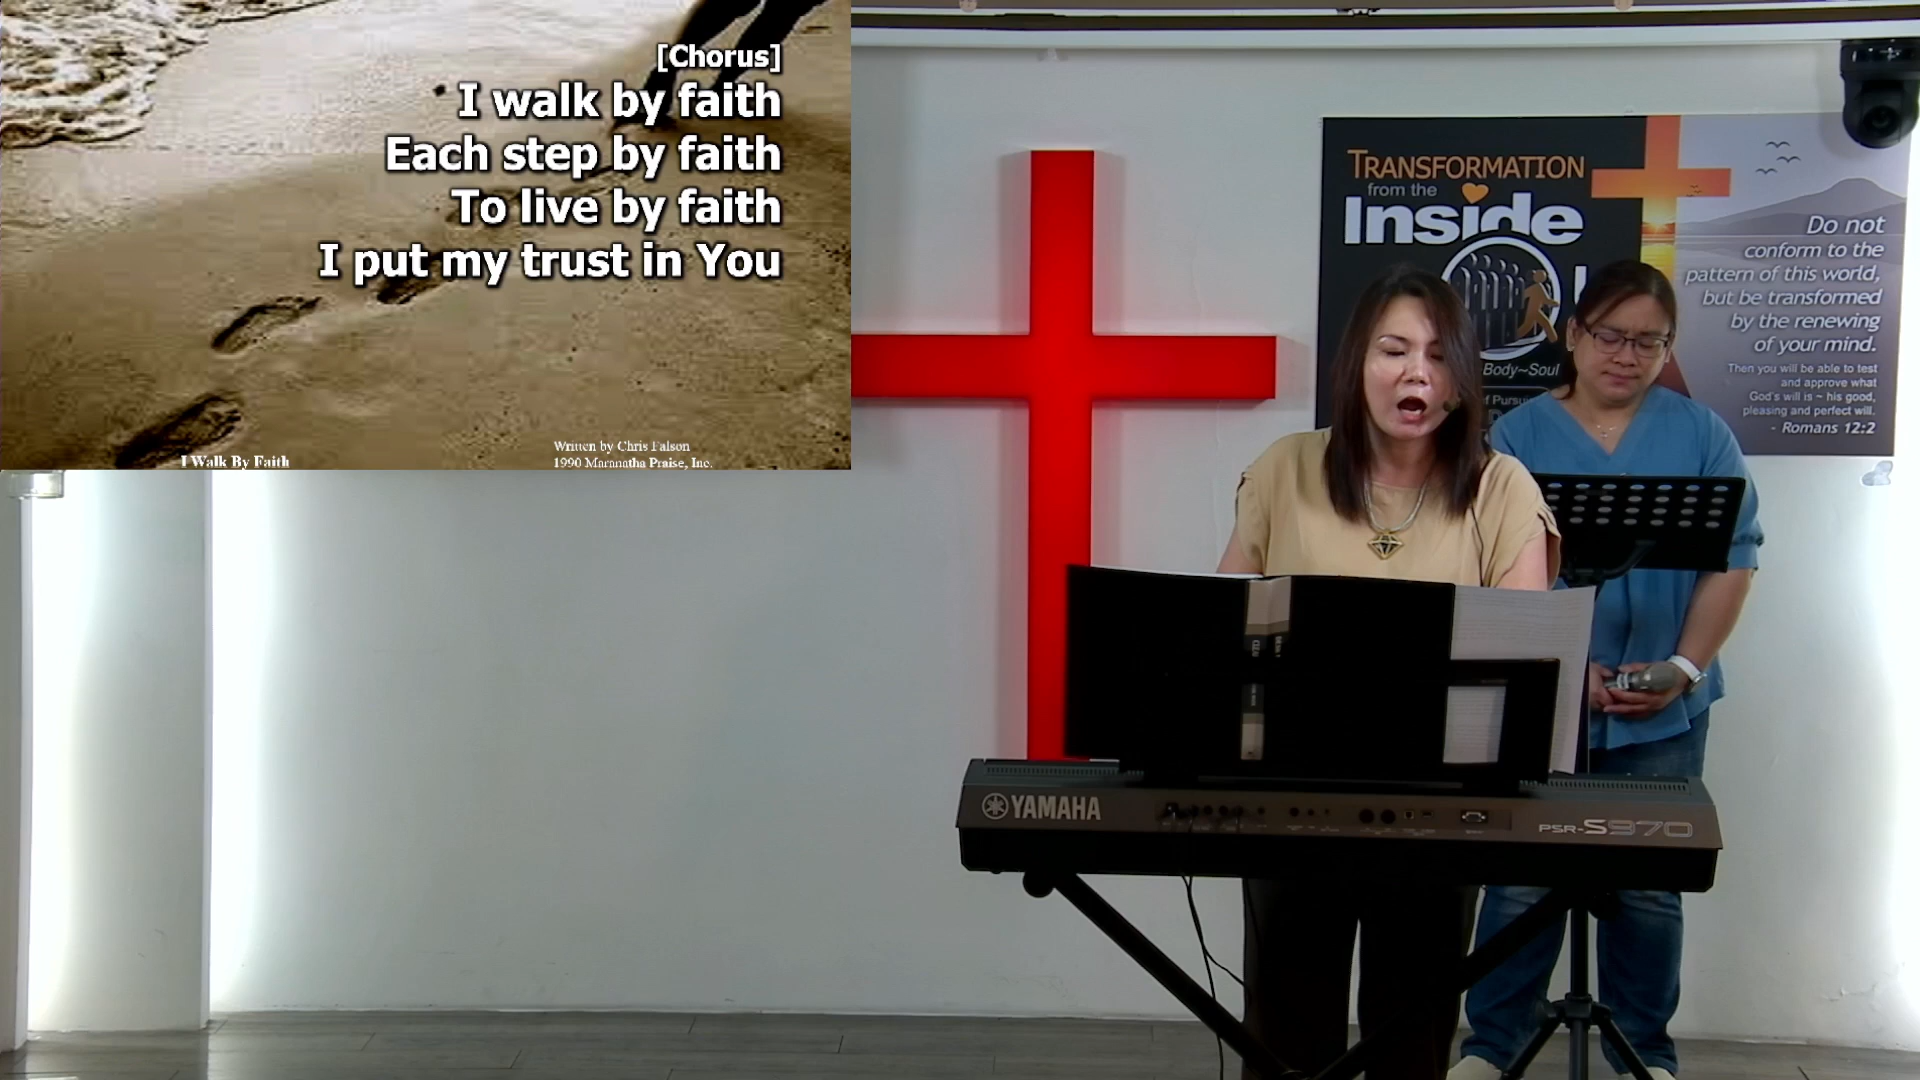 [Chorus]
I walk by faith
Each step by faith
To live by faith
I put my trust in You
I Walk By Faith
Written by Chris Falson
1990 Maranatha Praise, Inc.
TRANSFORMATION
from the
Inside
Body~Soul
Do not
conform to the
pattern of this world,
but be transformed
by the renewing
of your mind.
Then you will be able to test
and approve what
God's will is ~ his good,
pleasing and perfect will.
- Romans 12:2
YAMAHA
PSR-S970